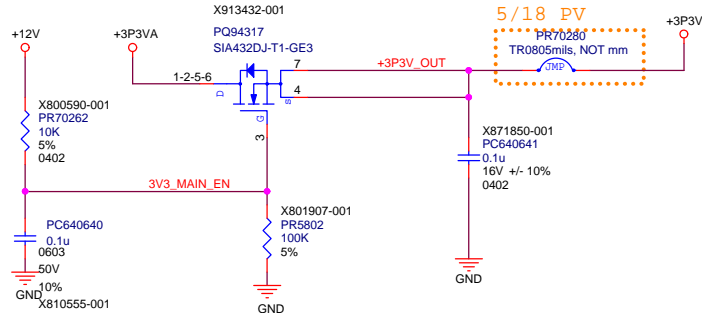 X913432-001
5/18 PV
+12V
+3P3VA
PQ94317
SIA432DJ-T1-GE3
PR70280
TR0805mils, NOT mm
+3P3V
1-2-5-6
D
S
G
7
4
3
+3P3V_OUT
JMP
X800590-001
PR70262
10K
5%
0402
X871850-001
PC640641
0.1u
16V +/- 10%
0402
3V3_MAIN_EN
PC640640
0.1u
0603
50V
10%
X810555-001
GND
X801907-001
PR5802
100K
5%
GND
GND